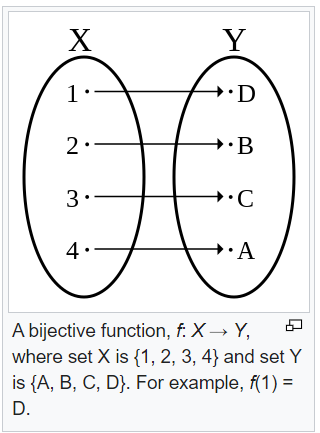 X Y
1 D
2 B
3 C
4 A
A bijective function, f: X → Y,
where set X is {1, 2, 3, 4} and set Y
is {A, B, C, D}. For example, f(1) =
D.